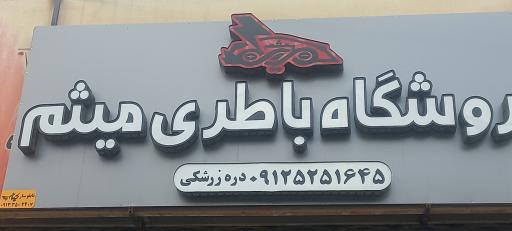 روشگاه باطری میثم
۰۹۱۲۵۲۵۱۶۴۵ دره زرشکی